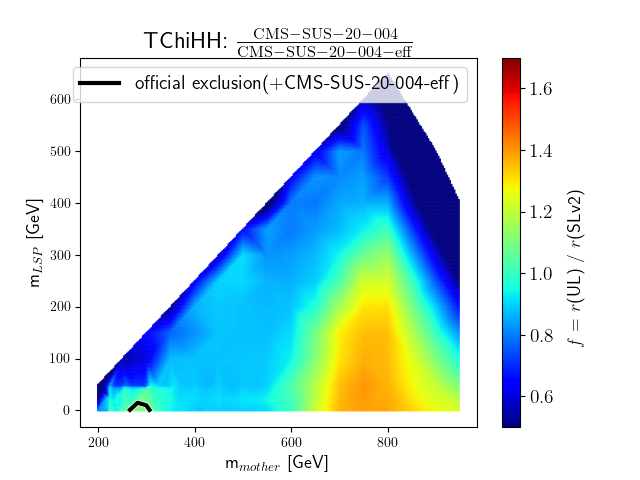 TChiHH: CMS−SUS−20−004
CMS−SUS−20−004−eff
official exclusion(+CMS-SUS-20-004-eff)
600
500
400
300
200
100
0
m_LSP [GeV]
200 400 600 800
m_mother [GeV]
1.6
1.4
1.2
1.0
0.8
0.6
f = r(UL) / r(SLv2)